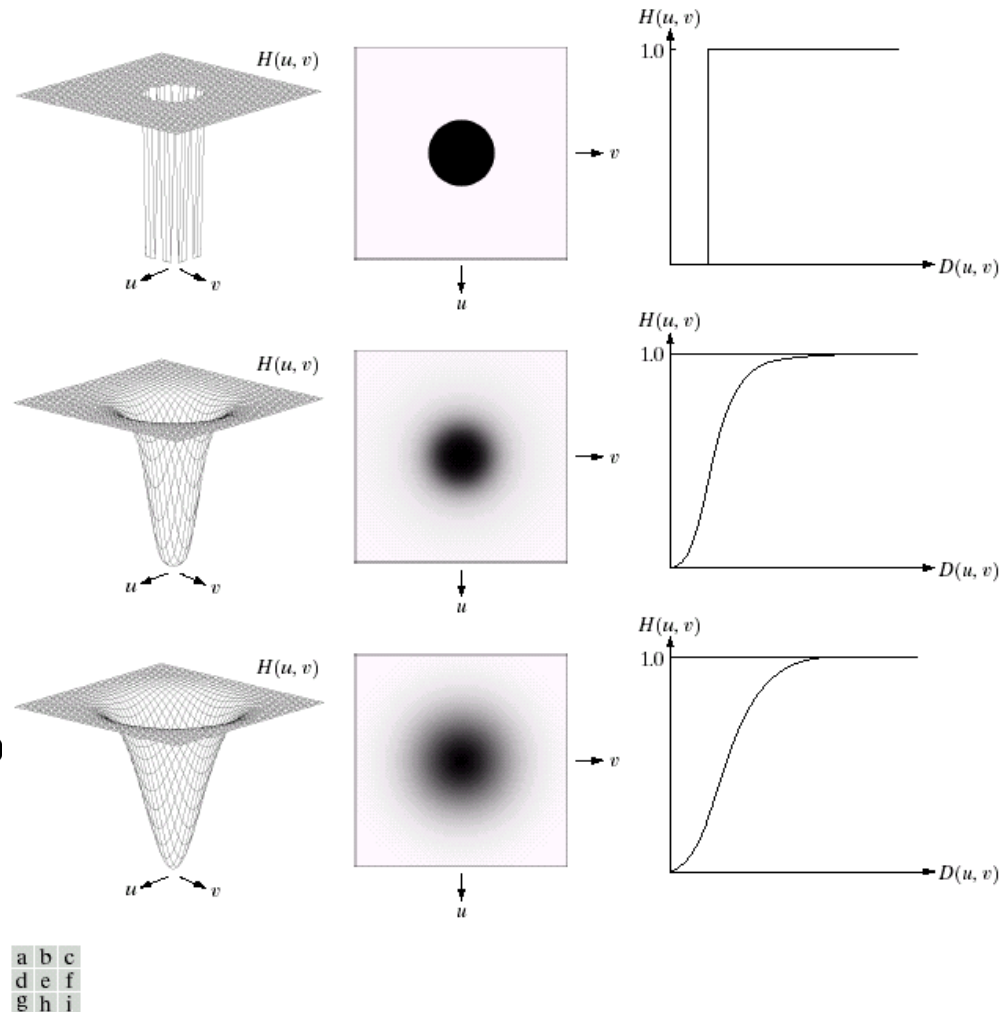 H(u, v)
u
v
v
u
H(u, v)
1.0
D(u, v)
H(u, v)
u
v
v
u
H(u, v)
1.0
D(u, v)
H(u, v)
u
v
v
u
H(u, v)
1.0
D(u, v)
a b c
d e f
g h i